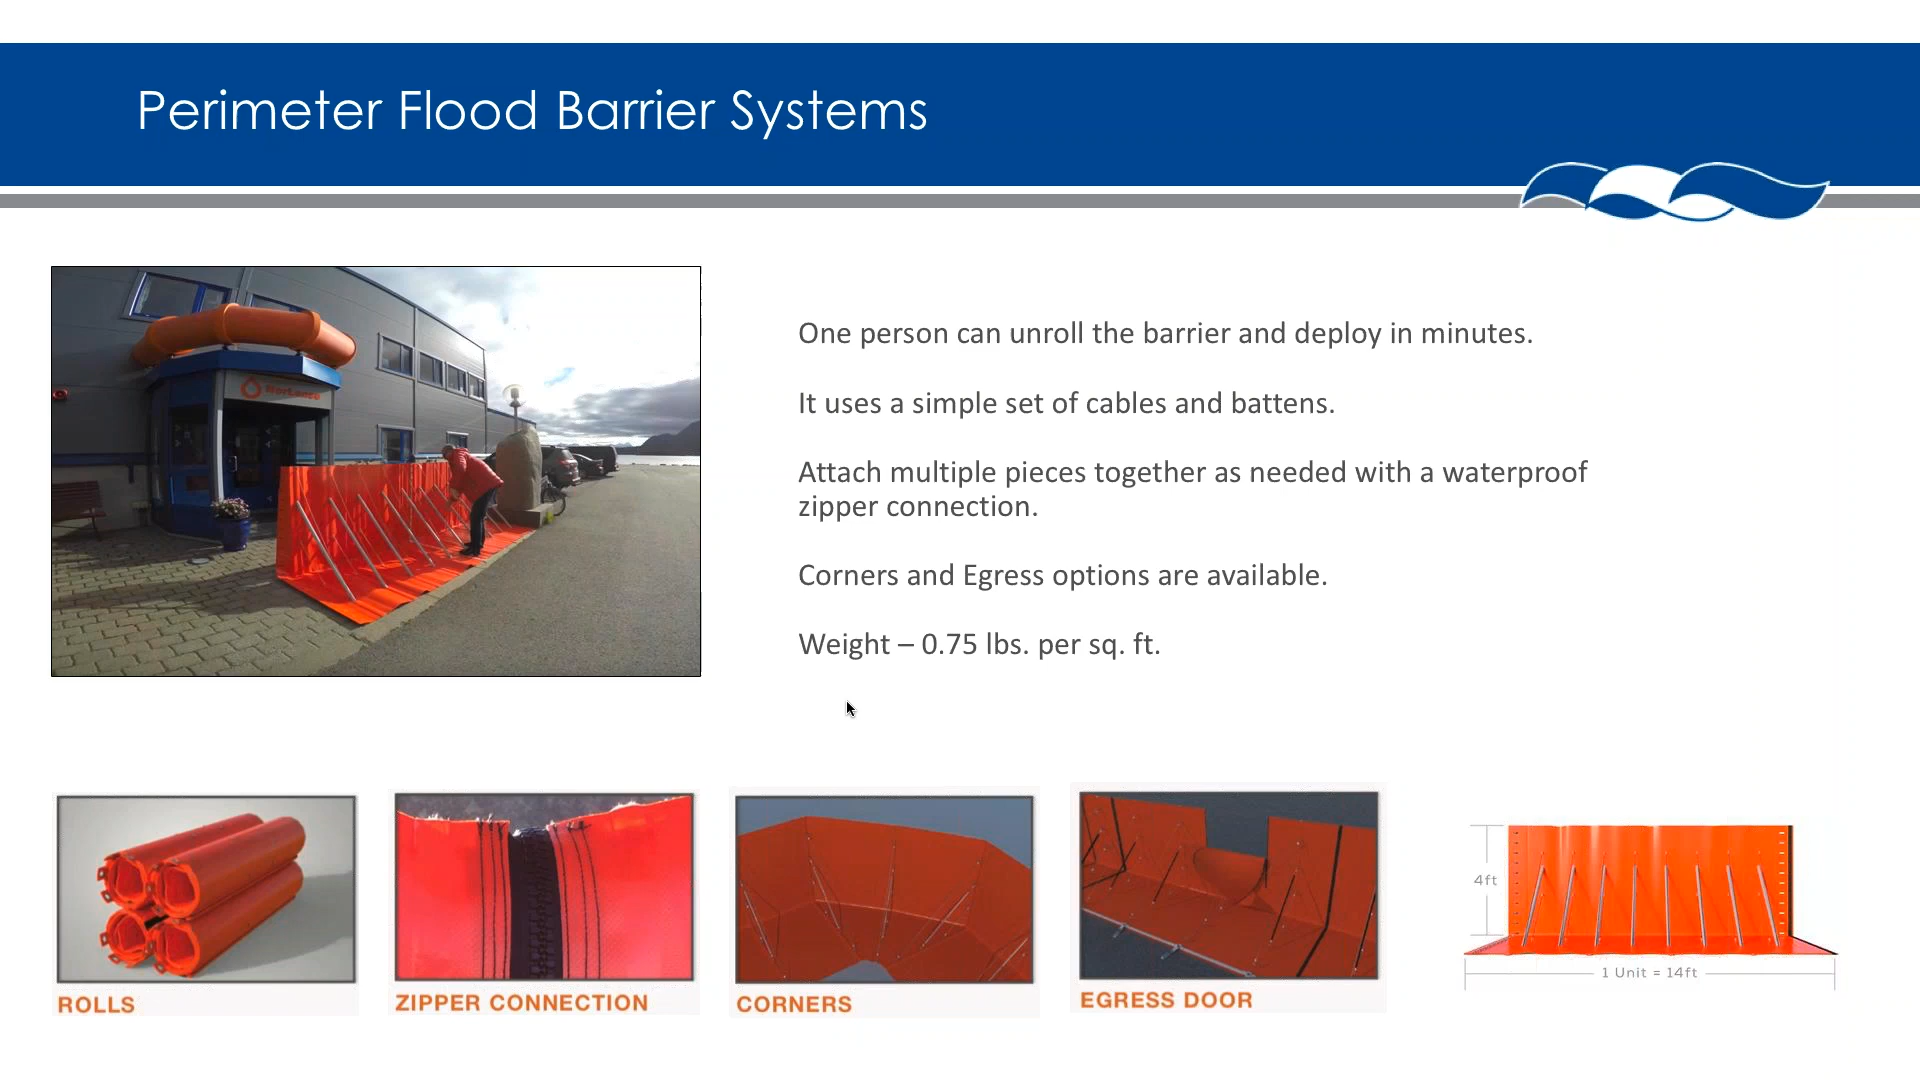 Perimeter Flood Barrier Systems
NorLense
One person can unroll the barrier and deploy in minutes.
It uses a simple set of cables and battens.
Attach multiple pieces together as needed with a waterproof
zipper connection.
Corners and Egress options are available.
Weight – 0.75 lbs. per sq. ft.
ROLLS
ZIPPER CONNECTION
CORNERS
EGRESS DOOR
4ft
1 Unit = 14ft